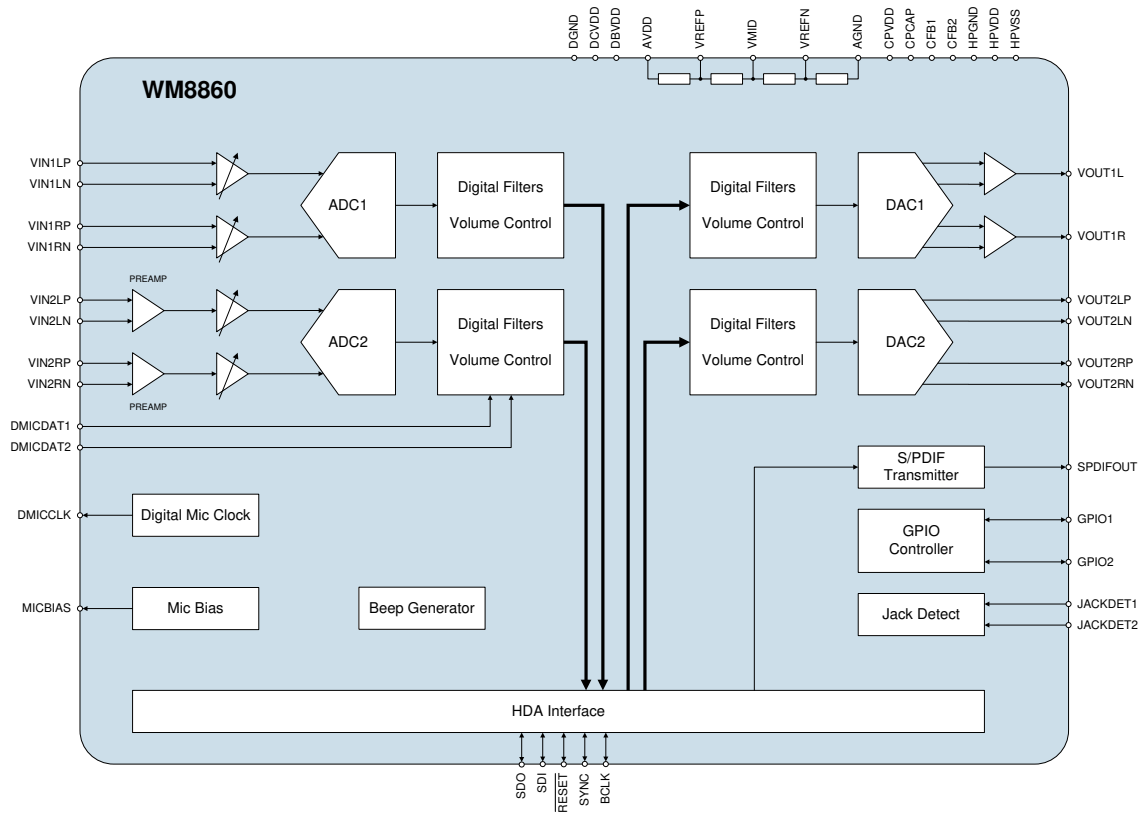 DGND
DCVDD
DBVDD
AVDD
VREFP
VMID
VREFN
AGND
CPVDD
CPCAP
CFB1
CFB2
HPGND
HPVDD
HPVSS
WM8860
VIN1LP
VIN1LN
VIN1RP
VIN1RN
ADC1
Digital Filters
Volume Control
Digital Filters
Volume Control
DAC1
VOUT1L
VOUT1R
PREAMP
VIN2LP
VIN2LN
VIN2RP
VIN2RN
PREAMP
ADC2
Digital Filters
Volume Control
Digital Filters
Volume Control
DAC2
VOUT2LP
VOUT2LN
VOUT2RP
VOUT2RN
DMICDAT1
DMICDAT2
S/PDIF
Transmitter
SPDIFOUT
DMICCLK
Digital Mic Clock
GPIO
Controller
GPIO1
GPIO2
MICBIAS
Mic Bias
Beep Generator
Jack Detect
JACKDET1
JACKDET2
HDA Interface
SDO
SDI
RESET
SYNC
BCLK